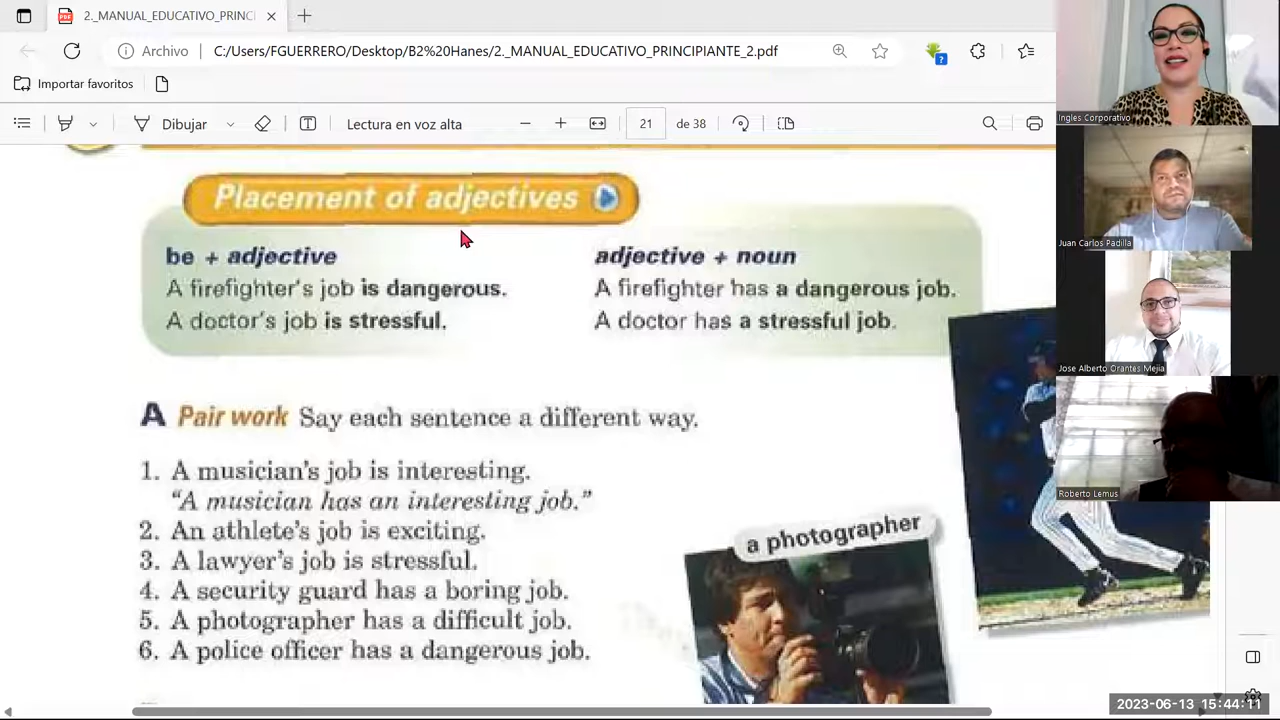 2._MANUAL_EDUCATIVO_PRINCI
Archivo
C:/Users/FGUERRERO/Desktop/B2%20Hanes/2._MANUAL_EDUCATIVO_PRINCIPIANTE_2.pdf
Importar favoritos
Dibujar
Lectura en voz alta
21
de 38
Placement of adjectives
be + adjective
adjective + noun
A firefighter's job is dangerous.
A firefighter has a dangerous job.
A doctor's job is stressful.
A doctor has a stressful job.
A Pair work Say each sentence a different way.
1. A musician's job is interesting.
"A musician has an interesting job."
2. An athlete's job is exciting.
3. A lawyer's job is stressful.
4. A security guard has a boring job.
5. A photographer has a difficult job.
6. A police officer has a dangerous job.
a photographer
Ingles Corporativo
Juan Carlos Padilla
Jose Alberto Orantes Mejia
Roberto Lemus
2023-06-13 15:44:11